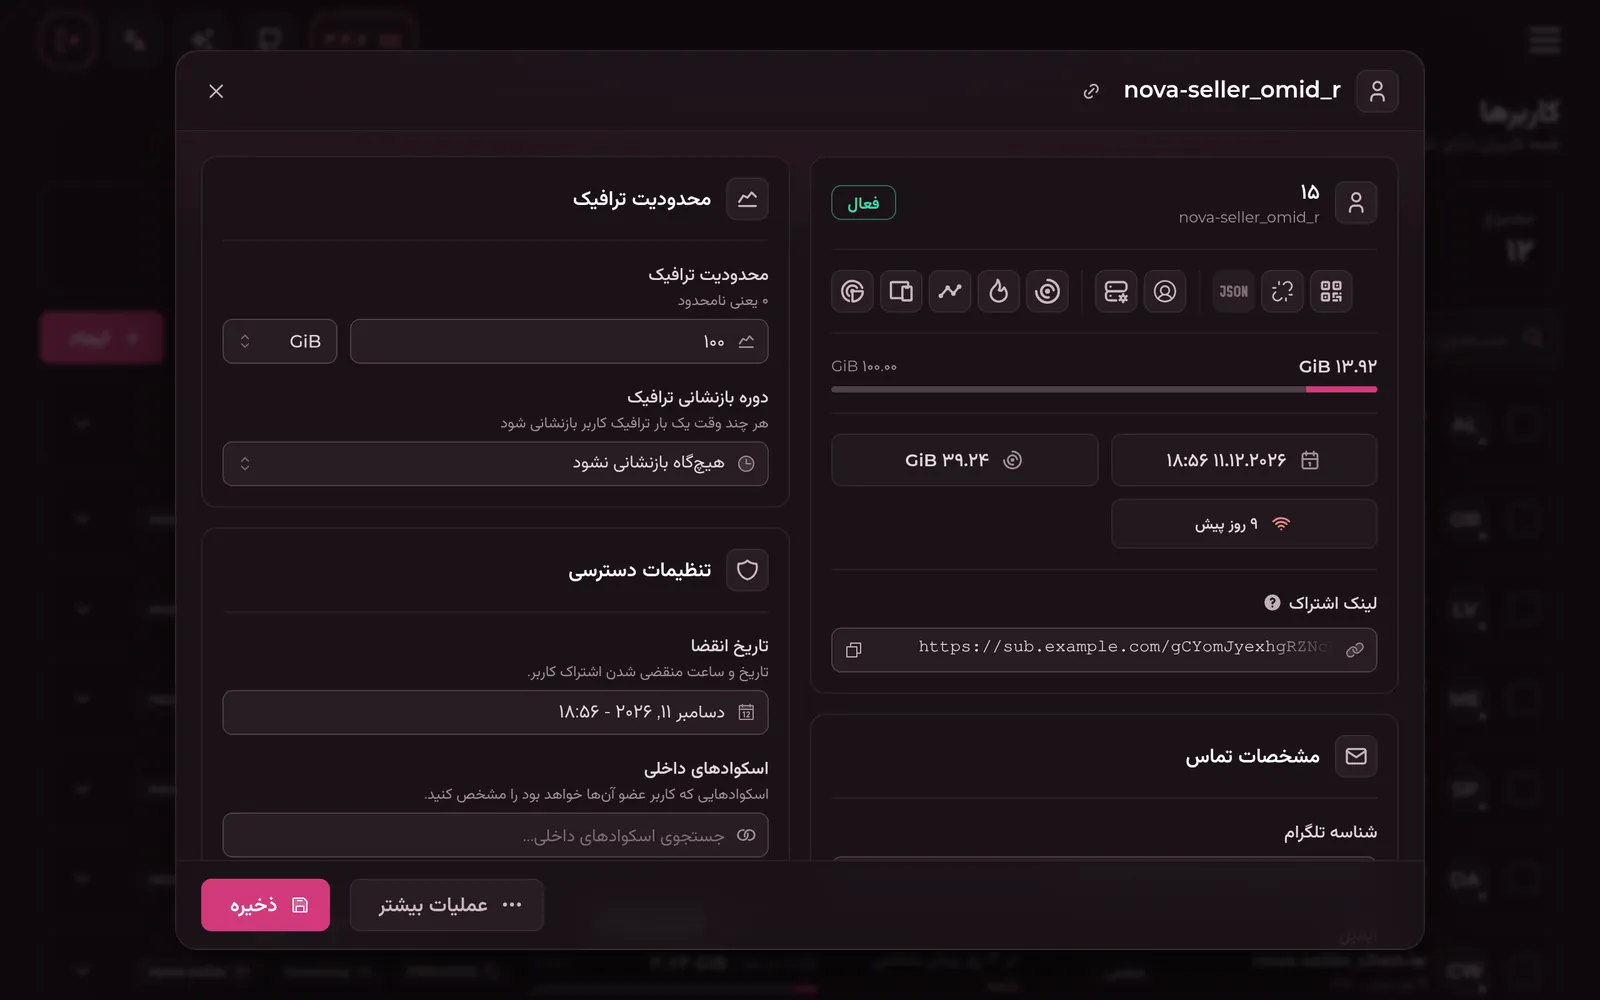 nova-seller_omid_r
۱۵
nova-seller_omid_r
فعال
JSON
۱۳.۹۲ GiB
۱۰۰.۰۰ GiB
۱۱.۱۲.۲۰۲۶ ۱۸:۵۶
۳۹.۲۴ GiB
۹ روز پیش
لینک اشتراک
https://sub.example.com/gCYomJyexhgRZNc
مشخصات تماس
شناسه تلگرام
محدودیت ترافیک
محدودیت ترافیک
۰ یعنی نامحدود
۱۰۰
GiB
دوره بازنشانی ترافیک
هر چند وقت یک بار ترافیک کاربر بازنشانی شود
هیچ‌گاه بازنشانی نشود
تنظیمات دسترسی
تاریخ انقضا
تاریخ و ساعت منقضی شدن اشتراک کاربر.
دسامبر ۱۱, ۲۰۲۶ - ۱۸:۵۶
اسکوادهای داخلی
اسکوادهایی که کاربر عضو آن‌ها خواهد بود را مشخص کنید.
جستجوی اسکوادهای داخلی...
عملیات بیشتر
ذخیره
کاربرها
۱۲